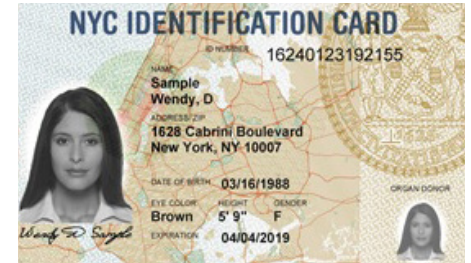 NYC IDENTIFICATION CARD
ID NUMBER 16240123192155
NAME
Sample
Wendy, D
ADDRESS/ZIP
1628 Cabrini Boulevard
New York, NY 10007
DATE OF BIRTH 03/16/1988
ORGAN DONOR
EYE COLOR HEIGHT GENDER
Brown 5' 9" F
Wendy D Sample
EXPIRATION 04/04/2019